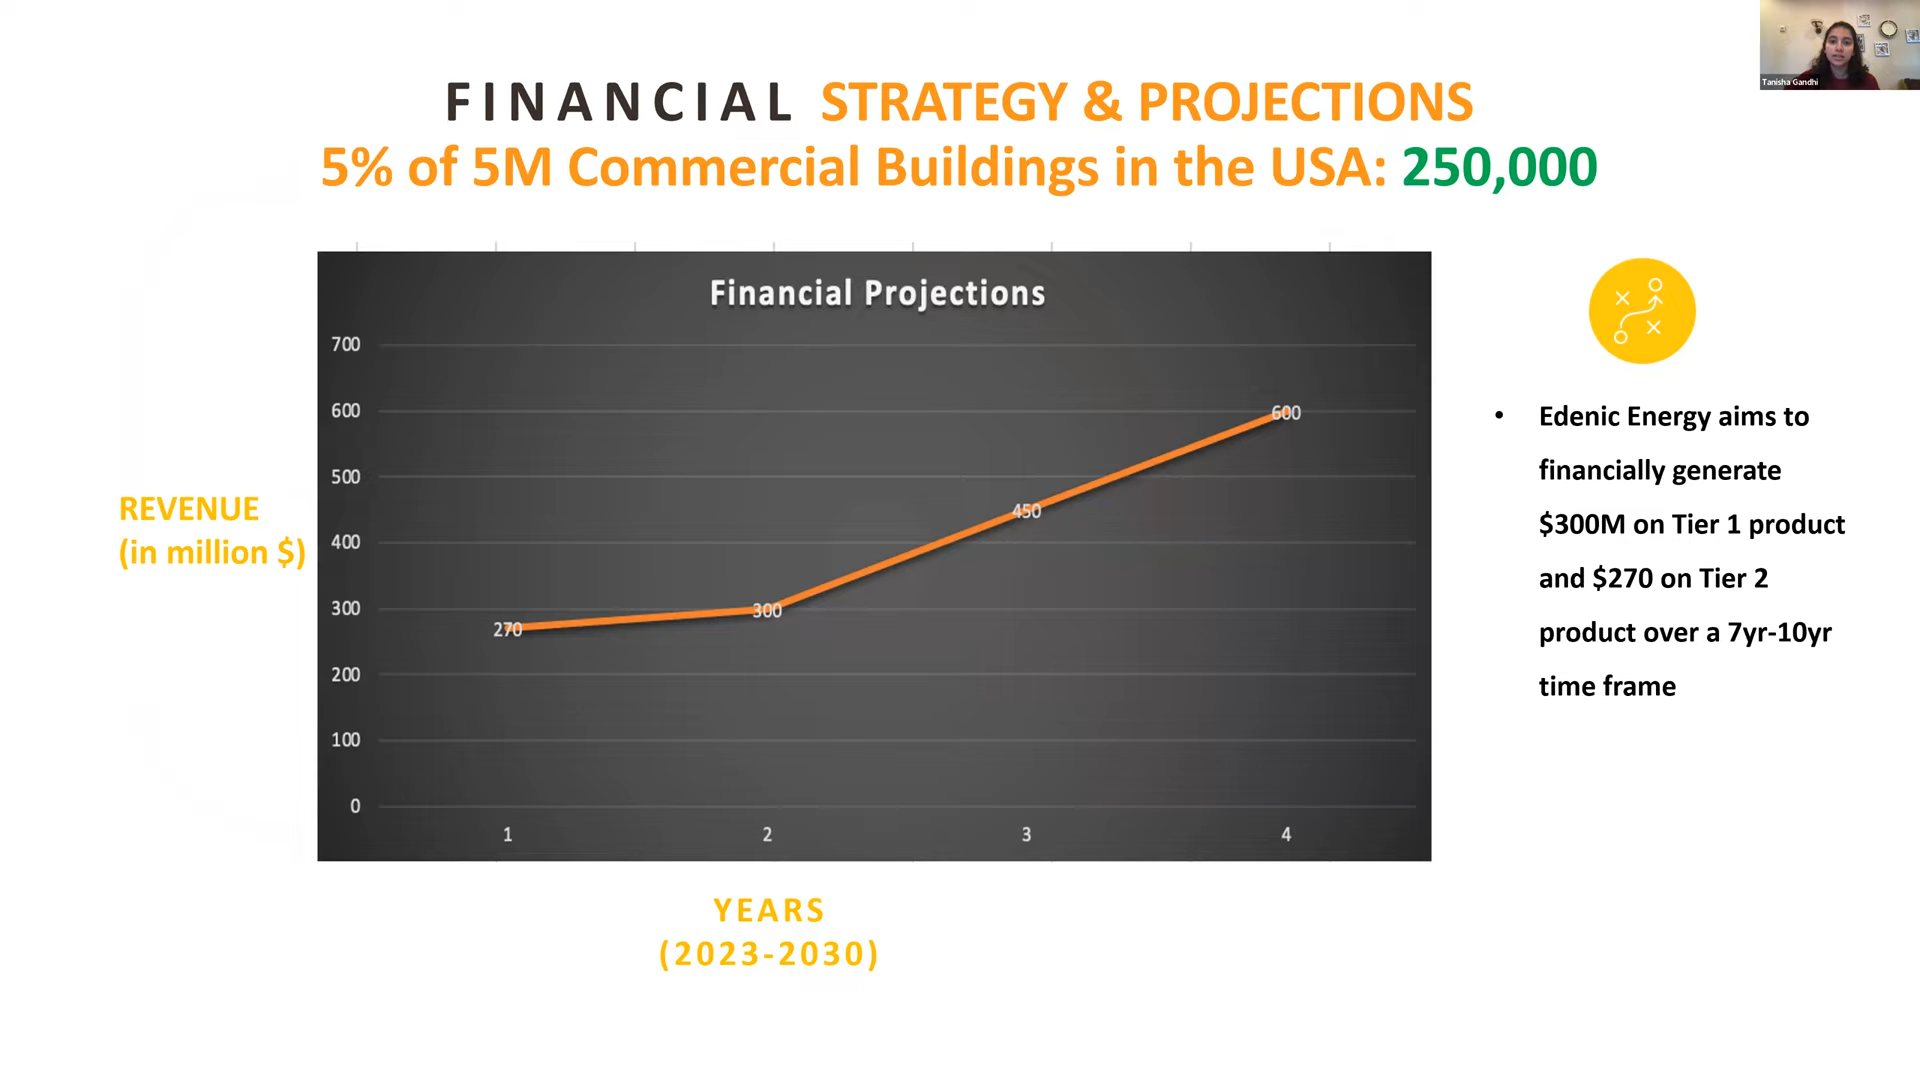 Tanisha Gandhi
FINANCIAL STRATEGY & PROJECTIONS
5% of 5M Commercial Buildings in the USA: 250,000
Financial Projections
700
600
500
400
300
200
100
0
270
300
450
600
1 2 3 4
REVENUE
(in million $)
YEARS
(2023-2030)
• Edenic Energy aims to
financially generate
$300M on Tier 1 product
and $270 on Tier 2
product over a 7yr-10yr
time frame